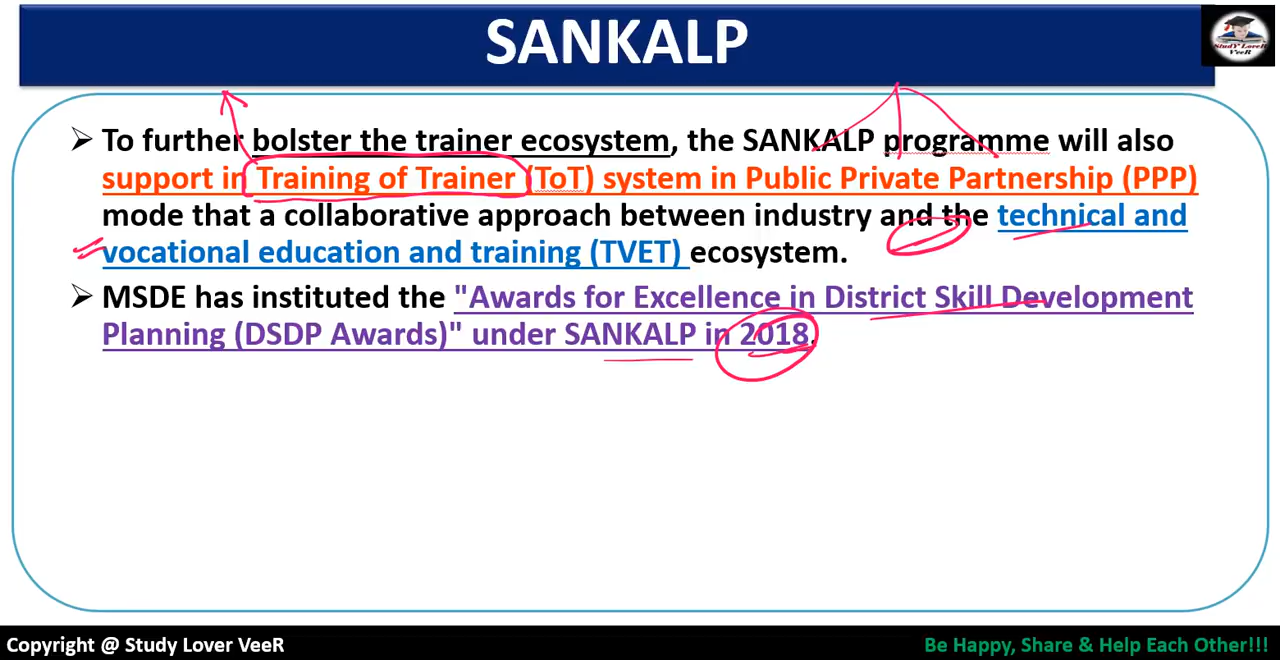 SANKALP
StudY LoveR
VeeR
➢ To further bolster the trainer ecosystem, the SANKALP programme will also
support in Training of Trainer (ToT) system in Public Private Partnership (PPP)
mode that a collaborative approach between industry and the technical and
vocational education and training (TVET) ecosystem.
➢ MSDE has instituted the "Awards for Excellence in District Skill Development
Planning (DSDP Awards)" under SANKALP in 2018.
Copyright @ Study Lover VeeR
Be Happy, Share & Help Each Other!!!